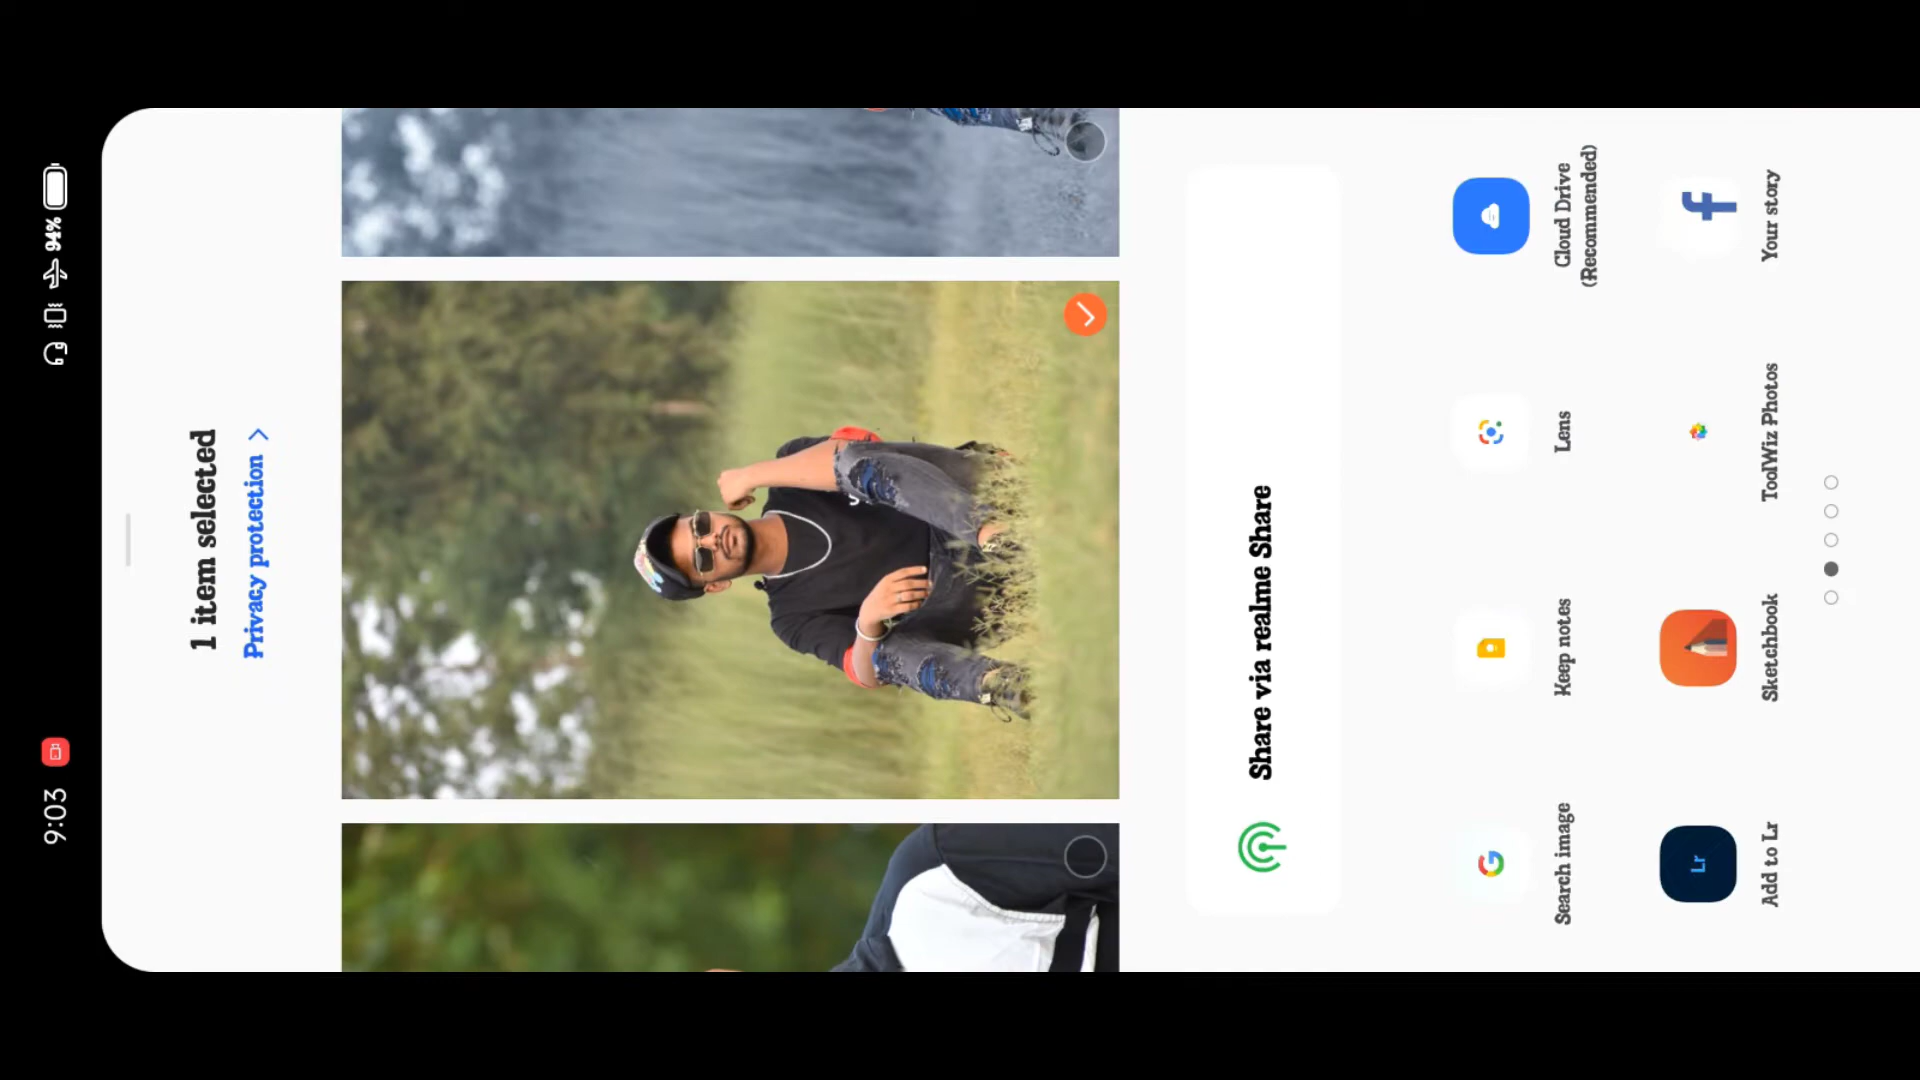 9:03
94%
1 item selected
Privacy protection >
Share via realme Share
Search image
Keep notes
Lens
Cloud Drive
(Recommended)
Lr
Add to Lr
Sketchbook
ToolWiz Photos
Your story